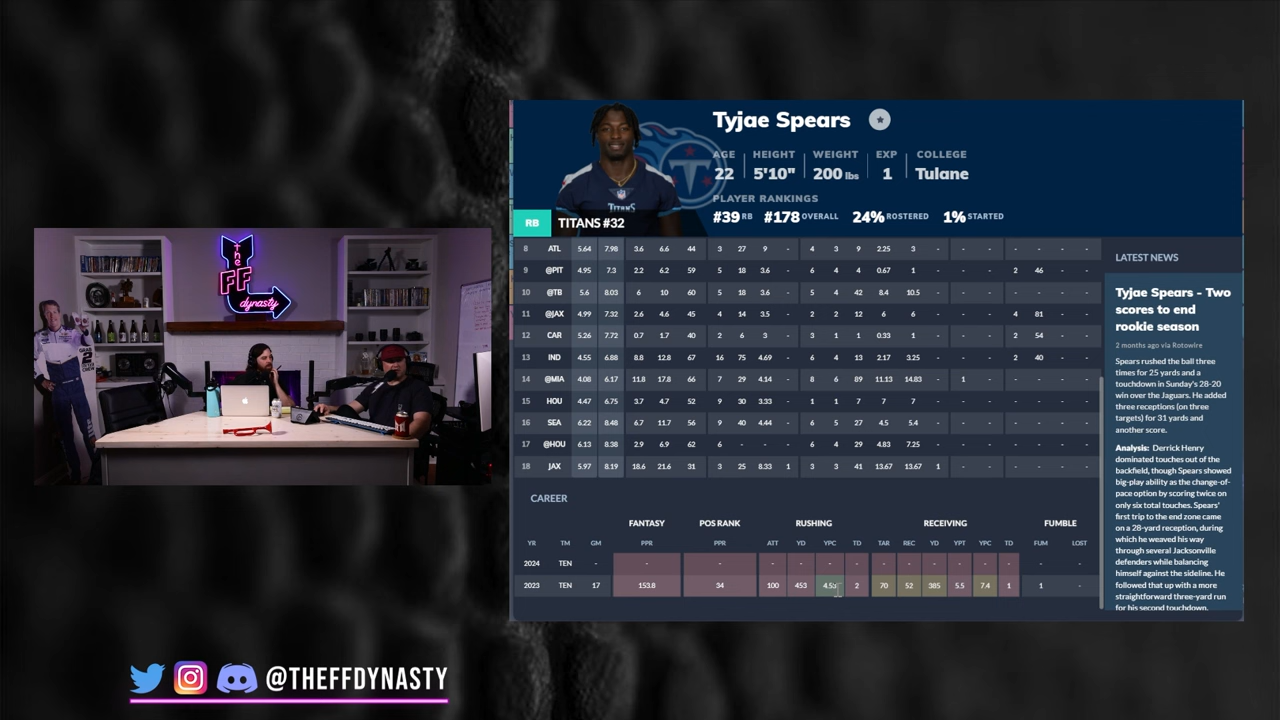 Tyjae Spears
AGE HEIGHT WEIGHT EXP COLLEGE
22 5'10" 200 lbs 1 Tulane
PLAYER RANKINGS
#39 RB #178 OVERALL 24% ROSTERED 1% STARTED
RB TITANS #32
TITANS
8 ATL 5.64 7.98 3.6 6.6 44 3 27 9 - 4 3 9 2.25 3 - - - - - -
9 @PIT 4.95 7.3 2.2 6.2 59 5 18 3.6 - 6 4 4 0.67 1 - - 2 46 - -
10 @TB 5.6 8.03 6 10 60 5 18 3.6 - 5 4 42 8.4 10.5 - - - - - -
11 @JAX 4.99 7.32 2.6 4.6 45 4 14 3.5 - 2 2 12 6 6 - - 4 81 - -
12 CAR 5.26 7.72 0.7 1.7 40 2 6 3 - 3 1 1 0.33 1 - - 2 54 - -
13 IND 4.55 6.88 8.8 12.8 67 16 75 4.69 - 6 4 13 2.17 3.25 - - 2 40 - -
14 @MIA 4.08 6.17 11.8 17.8 66 7 29 4.14 - 8 6 89 11.13 14.83 - 1 - - - -
15 HOU 4.47 6.75 3.7 4.7 52 9 30 3.33 - 1 1 7 7 7 - - - - - -
16 SEA 6.22 8.48 6.7 11.7 56 9 40 4.44 - 6 5 27 4.5 5.4 - - - - - -
17 @HOU 6.13 8.38 2.9 6.9 62 6 - - - 6 4 29 4.83 7.25 - - - - - -
18 JAX 5.97 8.19 18.6 21.6 31 3 25 8.33 1 3 3 41 13.67 13.67 1 - - - - - -
CAREER
FANTASY POS RANK RUSHING RECEIVING FUMBLE
YR TM GM PPR PPR ATT YD YPC TD TAR REC YD YPT YPC TD FUM LOST
2024 TEN - - - - - - - - - - - - - - -
2023 TEN 17 153.8 34 100 453 2 70 52 385 5.5 7.4 1 1 -
LATEST NEWS
Tyjae Spears - Two
scores to end
rookie season
2 months ago via Rotowire
Spears rushed the ball three
times for 25 yards and a
touchdown in Sunday's 28-20
win over the Jaguars. He added
three receptions (on three
targets) for 31 yards and
another score.
Analysis: Derrick Henry
dominated touches out of the
backfield, though Spears showed
big-play ability as the change-of-
pace option by scoring twice on
only six total touches. Spears'
first trip to the end zone came
on a 28-yard reception, during
which he weaved his way
through several Jacksonville
defenders while balancing
himself against the sideline. He
followed that up with a more
straightforward three-yard run
for his second touchdown.
The
FF
dynasty
@THEFFDYNASTY